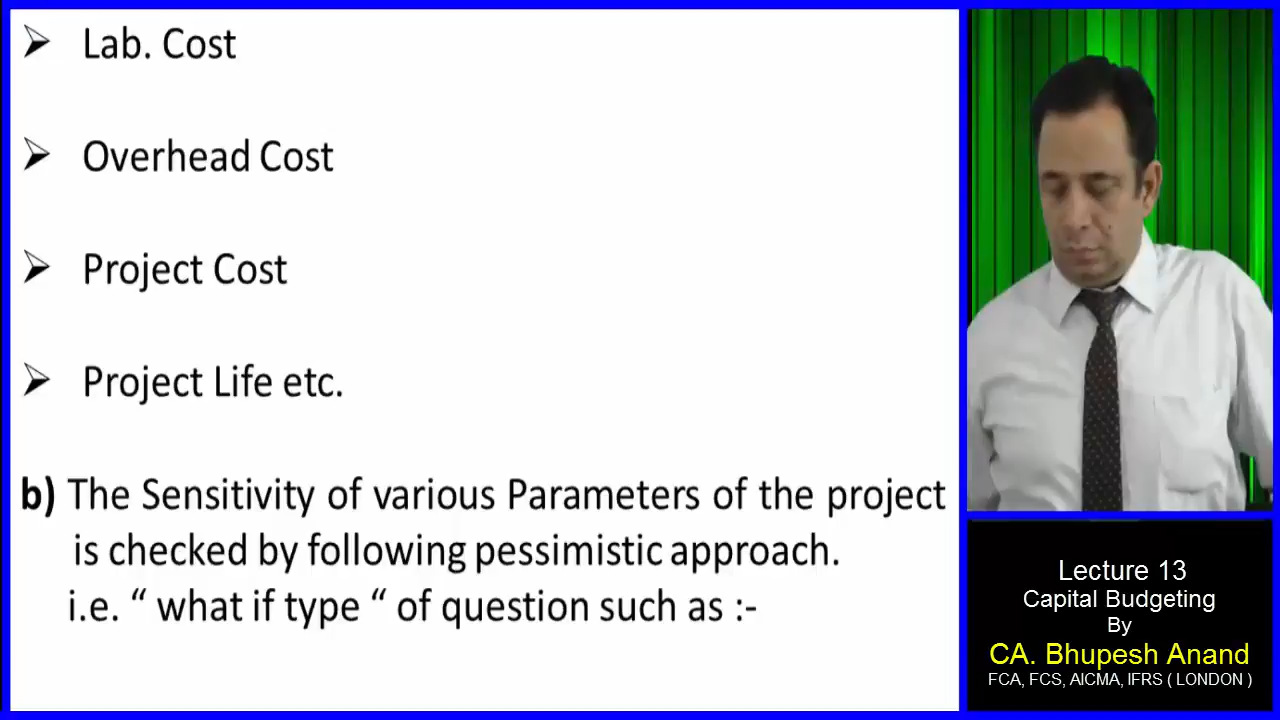 ➢ Lab. Cost
➢ Overhead Cost
➢ Project Cost
➢ Project Life etc.
b) The Sensitivity of various Parameters of the project
is checked by following pessimistic approach.
i.e. “ what if type “ of question such as :-
Lecture 13
Capital Budgeting
By
CA. Bhupesh Anand
FCA, FCS, AICMA, IFRS ( LONDON )